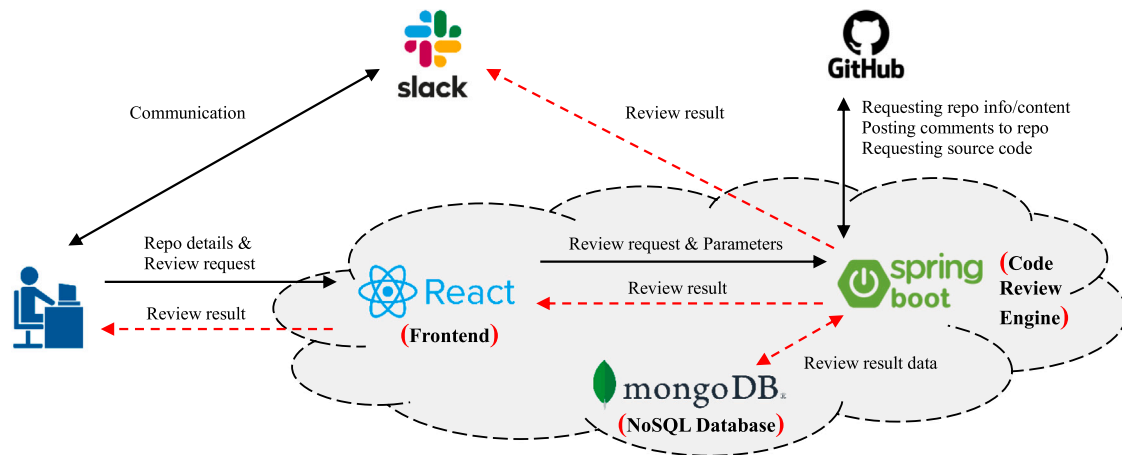 slack
GitHub
Communication
Review result
Requesting repo info/content
Posting comments to repo
Requesting source code
Repo details &
Review request
Review request & Parameters
React
(Frontend)
spring
boot
(Code
Review
Engine)
Review result
Review result
Review result data
mongoDB
(NoSQL Database)